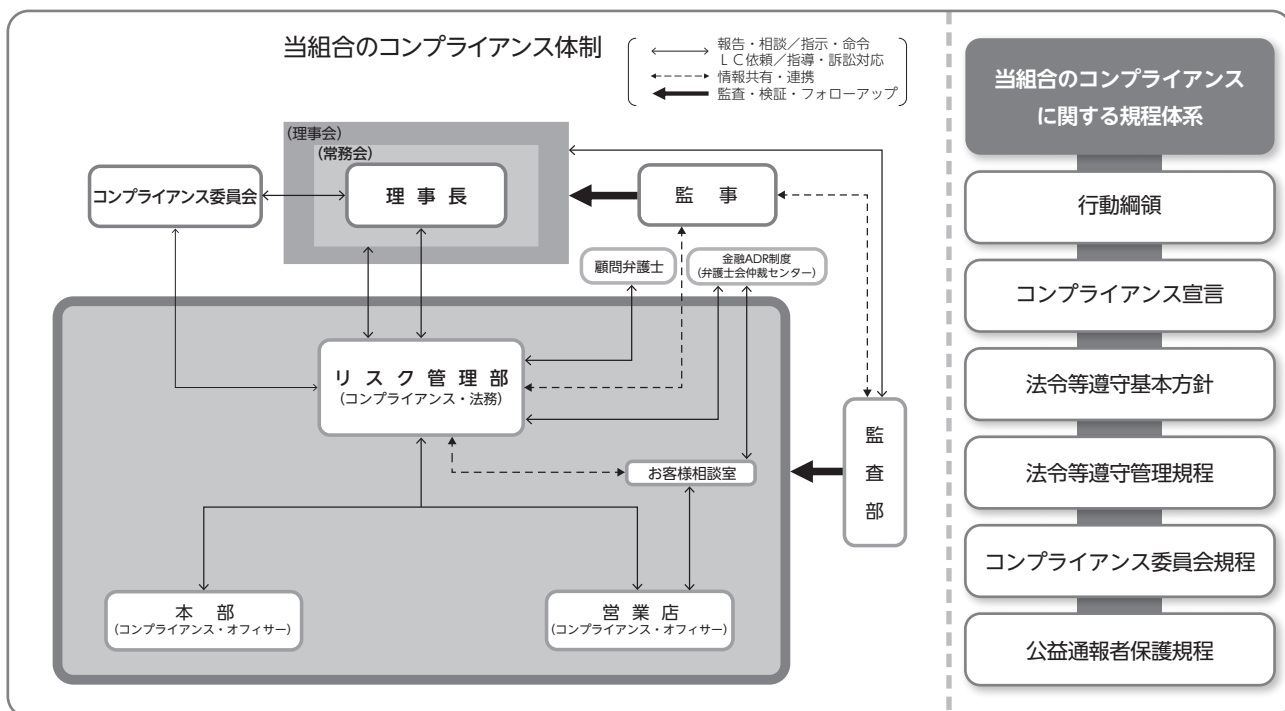 当組合のコンプライアンス体制
報告・相談／指示・命令
ＬＣ依頼／指導・訴訟対応
情報共有・連携
監査・検証・フォローアップ
(理事会)
(常務会)
コンプライアンス委員会
理事長
監事
顧問弁護士
金融ADR制度
(弁護士会仲裁センター)
リスク管理部
(コンプライアンス・法務)
監査部
お客様相談室
本部
(コンプライアンス・オフィサー)
営業店
(コンプライアンス・オフィサー)
当組合のコンプライアンス
に関する規程体系
行動綱領
コンプライアンス宣言
法令等遵守基本方針
法令等遵守管理規程
コンプライアンス委員会規程
公益通報者保護規程